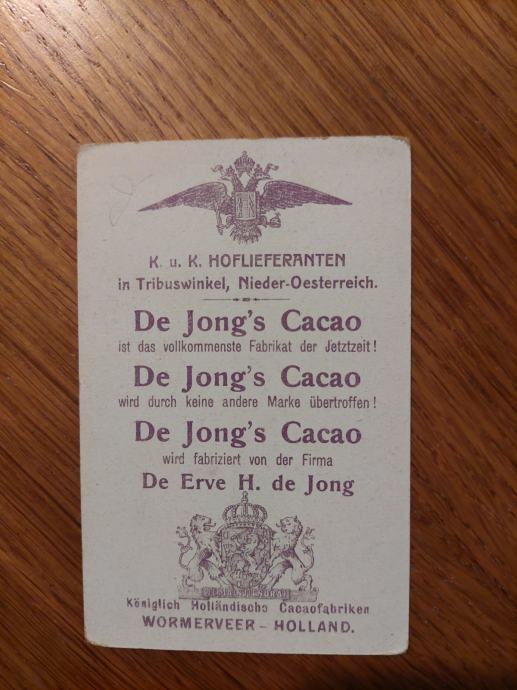 K. u. K. HOFLIEFERANTEN
in Tribuswinkel, Nieder-Oesterreich.
De Jong's Cacao
ist das vollkommenste Fabrikat der Jetztzeit!
De Jong's Cacao
wird durch keine andere Marke übertroffen!
De Jong's Cacao
wird fabriziert von der Firma
De Erve H. de Jong
Königlich Holländische Cacaofabriken
WORMERVEER - HOLLAND.